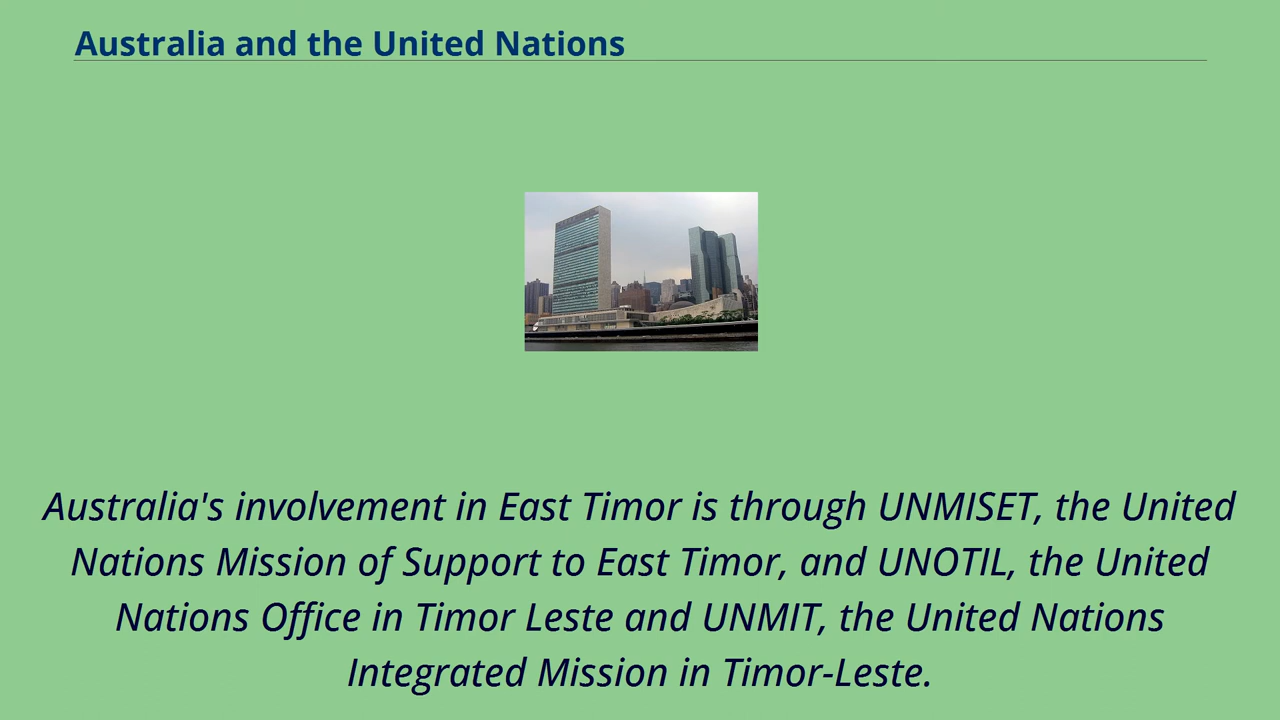 Australia and the United Nations
Australia's involvement in East Timor is through UNMISET, the United
Nations Mission of Support to East Timor, and UNOTIL, the United
Nations Office in Timor Leste and UNMIT, the United Nations
Integrated Mission in Timor-Leste.